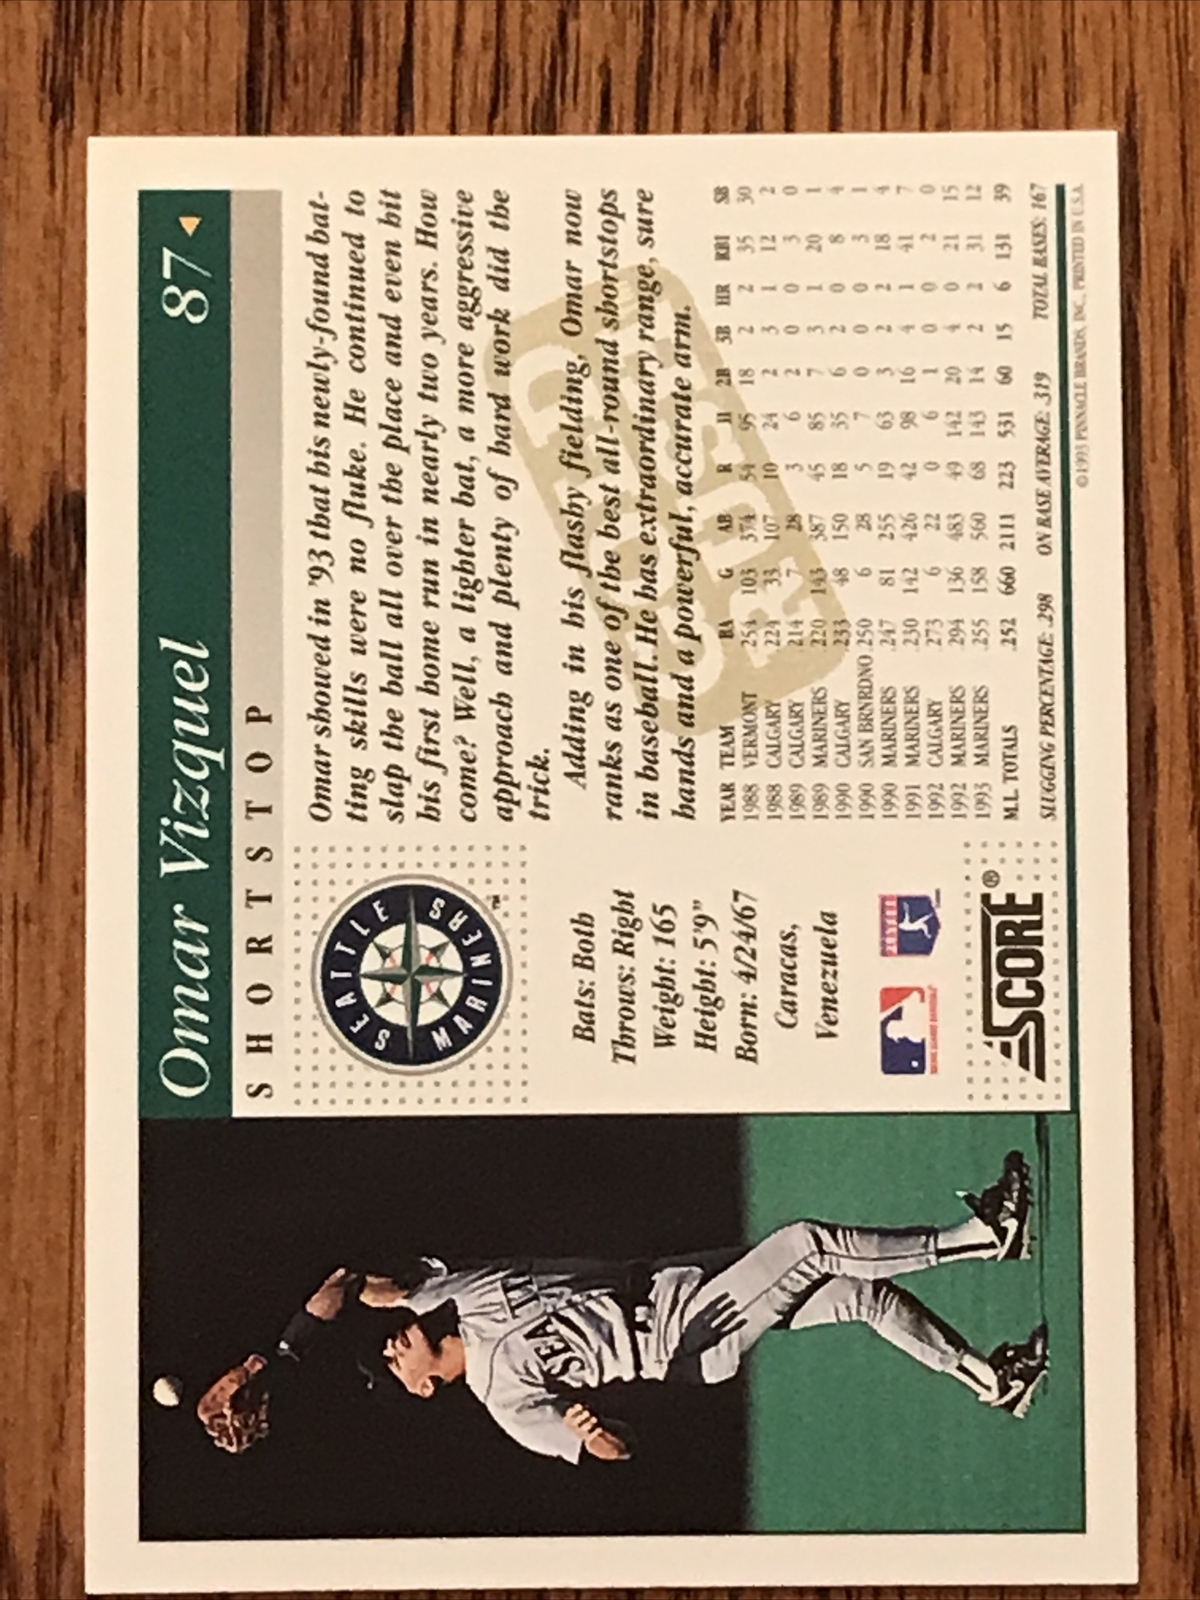 Omar Vizquel 87
SHORTSTOP
SEATTLE
MARINERS
TM
Bats: Both
Throws: Right
Weight: 165
Height: 5'9"
Born: 4/24/67
Caracas,
Venezuela
SCORE®
Omar showed in '93 that his newly-found bat-
ting skills were no fluke. He continued to
slap the ball all over the place and even hit
his first home run in nearly two years. How
come? Well, a lighter bat, a more aggressive
approach and plenty of hard work did the
trick.
Adding in his flashy fielding, Omar now
ranks as one of the best all-round shortstops
in baseball. He has extraordinary range, sure
hands and a powerful, accurate arm.
YEAR TEAM BA G AB R H 2B 3B HR RBI SB
1988 VERMONT .254 103 374 54 95 18 2 2 35 30
1988 CALGARY .224 33 107 10 24 2 3 1 12 2
1989 CALGARY .214 7 28 3 6 2 0 0 3 0
1989 MARINERS .220 143 387 45 85 7 3 1 20 1
1990 CALGARY .233 48 150 18 35 6 2 0 8 4
1990 SAN BRNRDNO .250 6 28 5 7 0 0 0 3 1
1990 MARINERS .247 81 255 19 63 3 2 2 18 4
1991 MARINERS .230 142 426 42 98 16 4 1 41 7
1992 CALGARY .273 6 22 0 6 1 0 0 2 0
1992 MARINERS .294 136 483 49 142 20 4 0 21 15
1993 MARINERS .255 158 560 68 143 14 2 2 31 12
M.L. TOTALS .252 660 2111 223 531 60 15 6 131 39
SLUGGING PERCENTAGE: .298 ON BASE AVERAGE: .319 TOTAL BASES: 167
©1993 PINNACLE BRANDS, INC., PRINTED IN U.S.A.
SEA